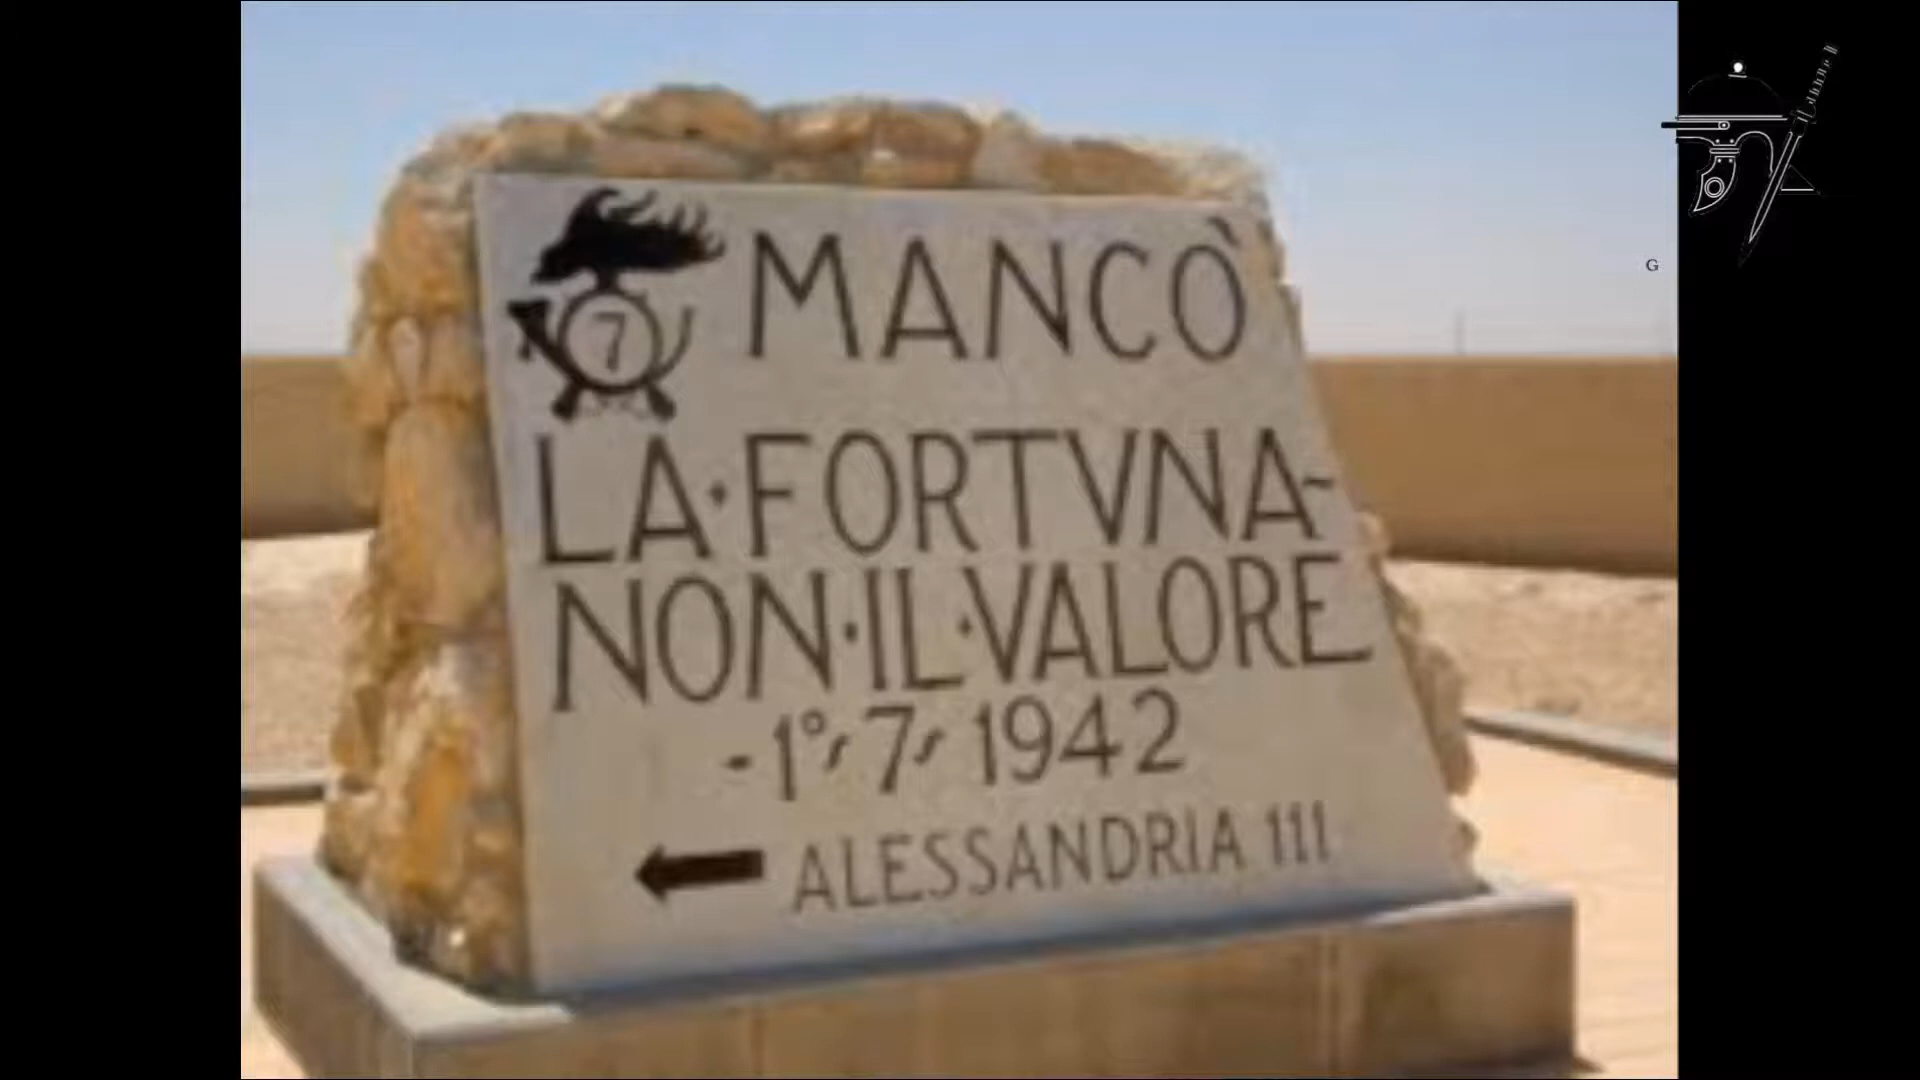 7
MANCÒ
LA·FORTVNA-
NON·IL·VALORE
-1°, 7, 1942
ALESSANDRIA 111
G